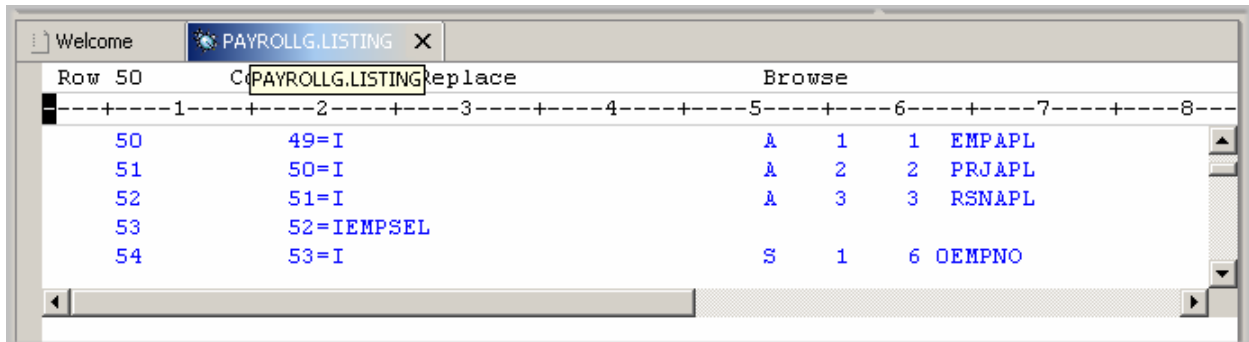 Welcome PAYROLLG.LISTING X
Row 50 Replace Browse
PAYROLLG.LISTING
----+----1----+----2----+----3----+----4----+----5----+----6----+----7----+----8---
50 49=I A 1 1 EMPAPL
51 50=I A 2 2 PRJAPL
52 51=I A 3 3 RSNAPL
53 52=IEMPSEL
54 53=I S 1 6 OEMPNO